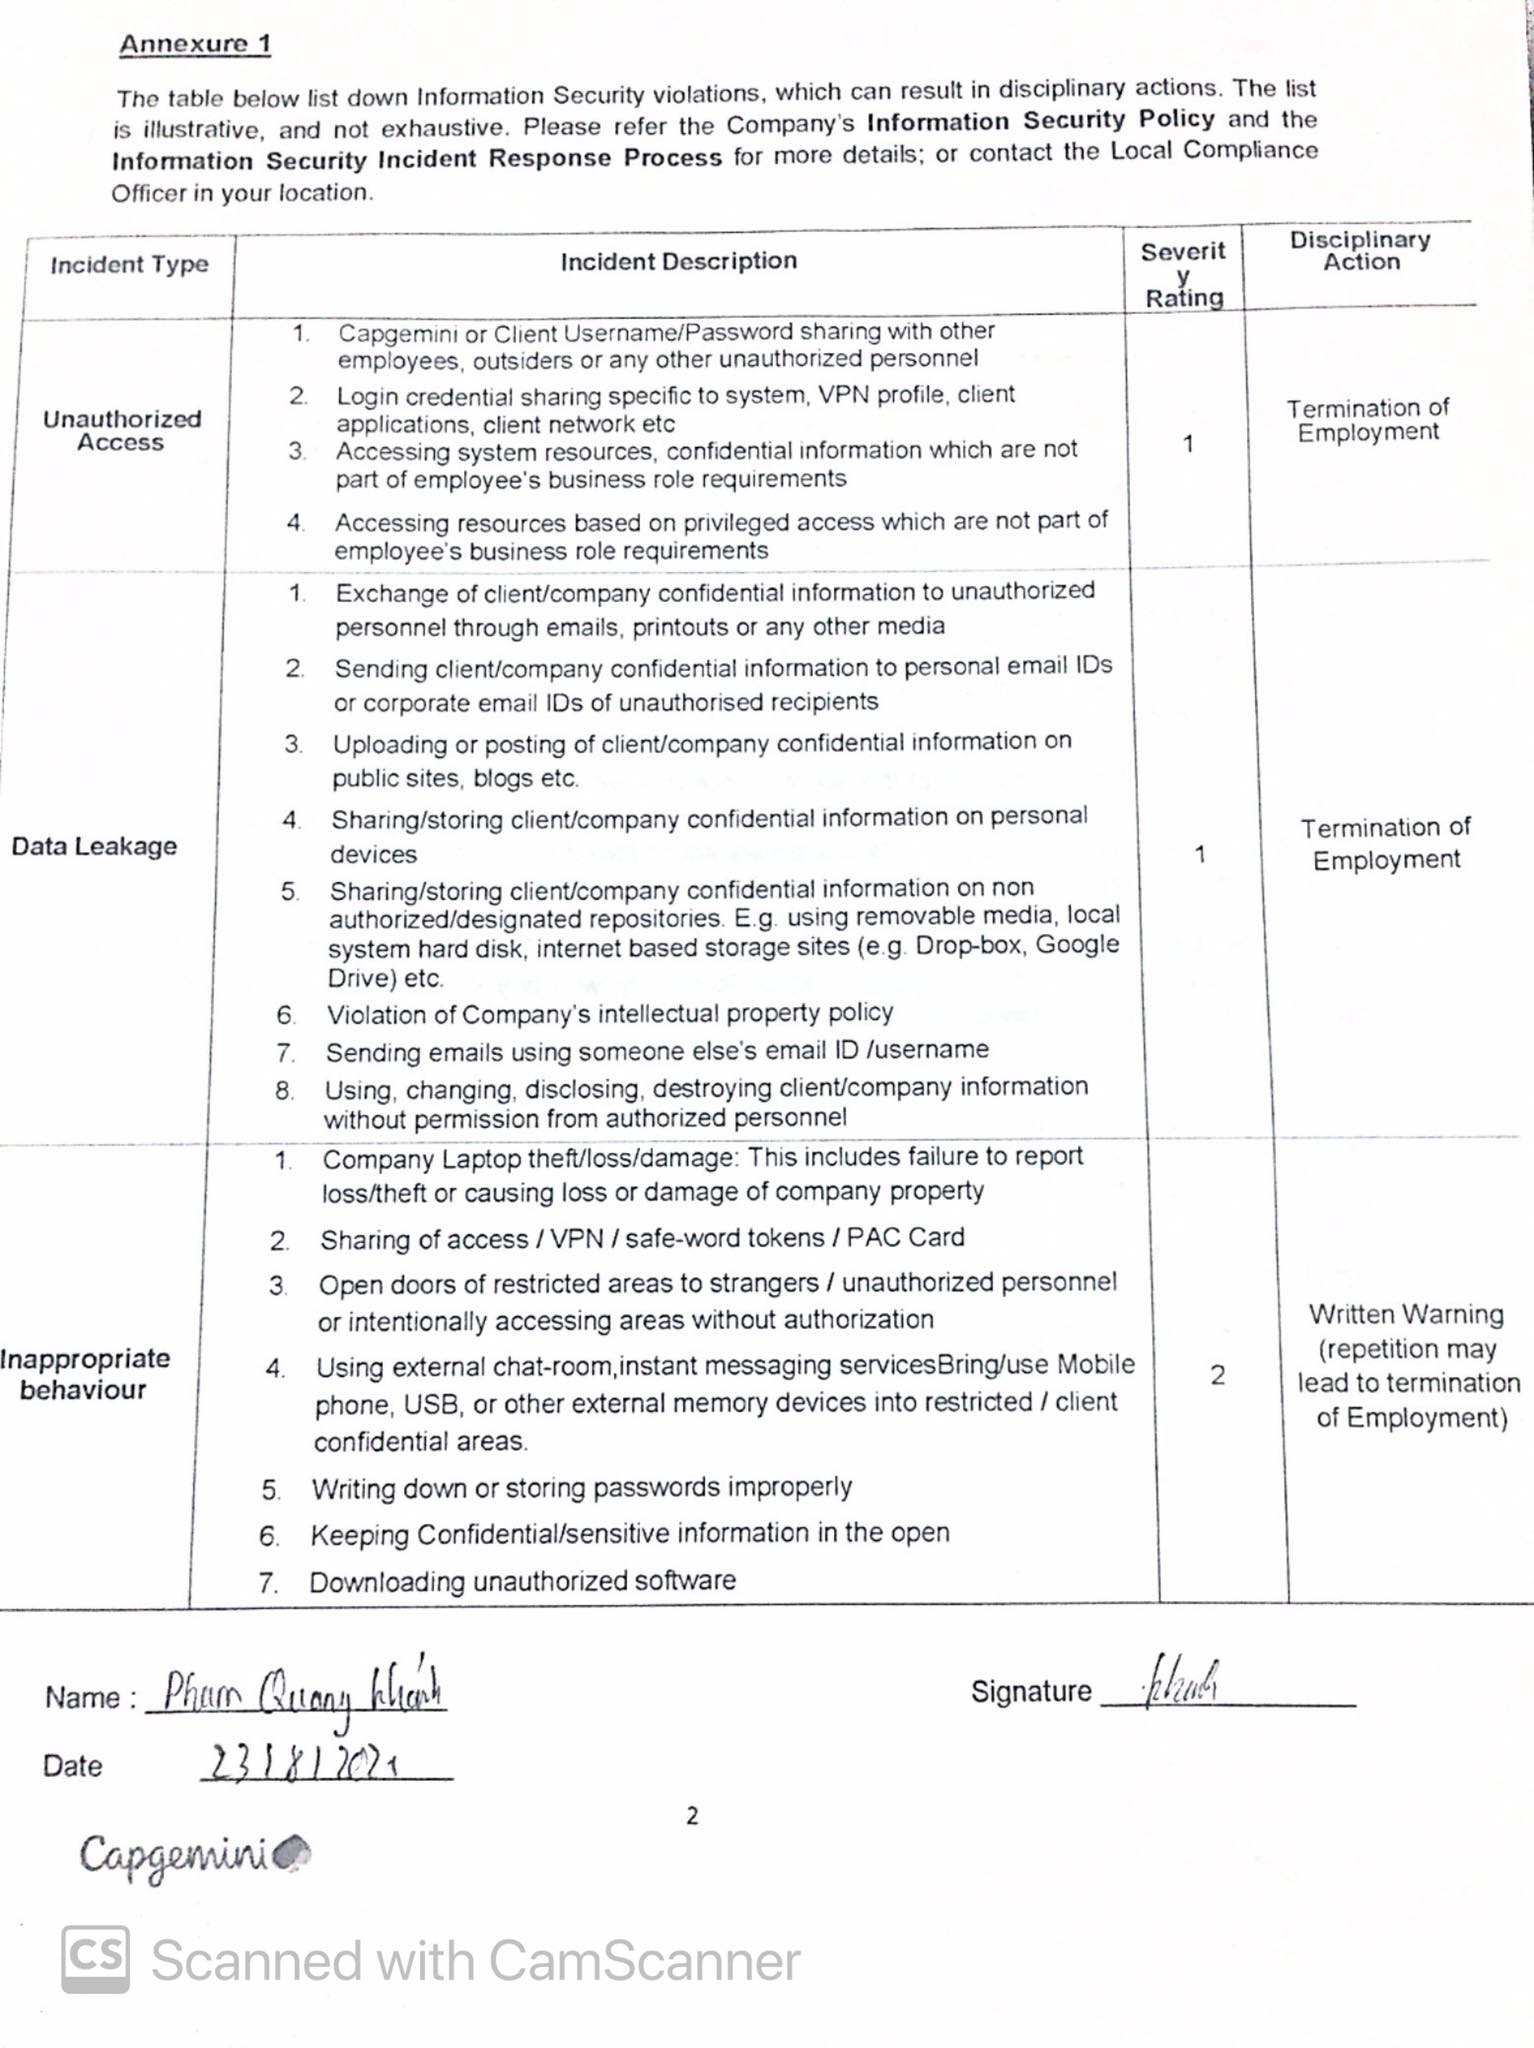 Annexure 1
The table below list down Information Security violations, which can result in disciplinary actions. The list
is illustrative, and not exhaustive. Please refer the Company's Information Security Policy and the
Information Security Incident Response Process for more details; or contact the Local Compliance
Officer in your location.
Incident Type
Incident Description
Severit
y
Rating
Disciplinary
Action
Unauthorized
Access
1. Capgemini or Client Username/Password sharing with other
employees, outsiders or any other unauthorized personnel
2. Login credential sharing specific to system, VPN profile, client
applications, client network etc
3. Accessing system resources, confidential information which are not
part of employee's business role requirements
4. Accessing resources based on privileged access which are not part of
employee's business role requirements
1
Termination of
Employment
Data Leakage
1. Exchange of client/company confidential information to unauthorized
personnel through emails, printouts or any other media
2. Sending client/company confidential information to personal email IDs
or corporate email IDs of unauthorised recipients
3. Uploading or posting of client/company confidential information on
public sites, blogs etc.
4. Sharing/storing client/company confidential information on personal
devices
5. Sharing/storing client/company confidential information on non
authorized/designated repositories. E.g. using removable media, local
system hard disk, internet based storage sites (e.g. Drop-box, Google
Drive) etc.
6. Violation of Company's intellectual property policy
7. Sending emails using someone else's email ID /username
8. Using, changing, disclosing, destroying client/company information
without permission from authorized personnel
1
Termination of
Employment
Inappropriate
behaviour
1. Company Laptop theft/loss/damage: This includes failure to report
loss/theft or causing loss or damage of company property
2. Sharing of access / VPN / safe-word tokens / PAC Card
3. Open doors of restricted areas to strangers / unauthorized personnel
or intentionally accessing areas without authorization
4. Using external chat-room,instant messaging servicesBring/use Mobile
phone, USB, or other external memory devices into restricted / client
confidential areas.
5. Writing down or storing passwords improperly
6. Keeping Confidential/sensitive information in the open
7. Downloading unauthorized software
2
Written Warning
(repetition may
lead to termination
of Employment)
Name : Pham Quang Khánh
Signature Khanh
Date 23/8/2021
2
Capgemini
CS Scanned with CamScanner